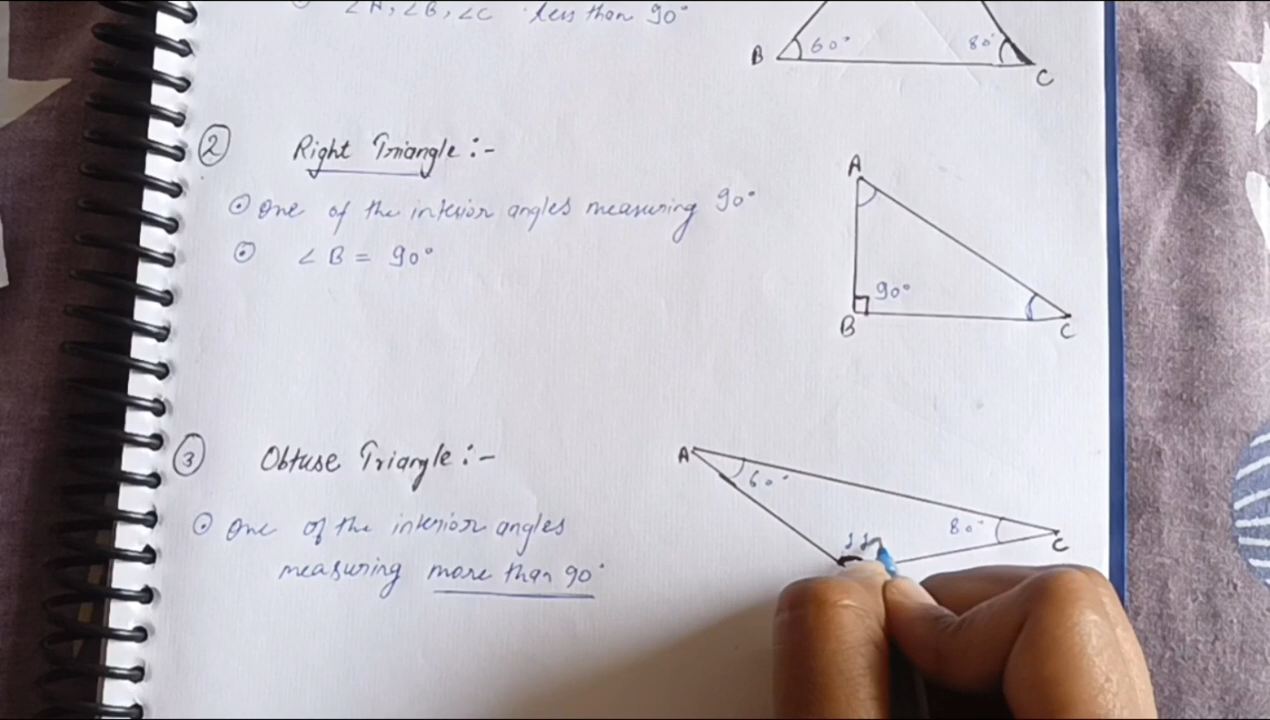 ∠A, ∠B, ∠C less than 90°
B 60° 80° C
② Right Triangle :-
⊙ One of the interior angles measuring 90°
⊙ ∠B = 90°
A
90°
B C
③ Obtuse Triangle :-
⊙ One of the interior angles
measuring more than 90°
A 60°
80° C